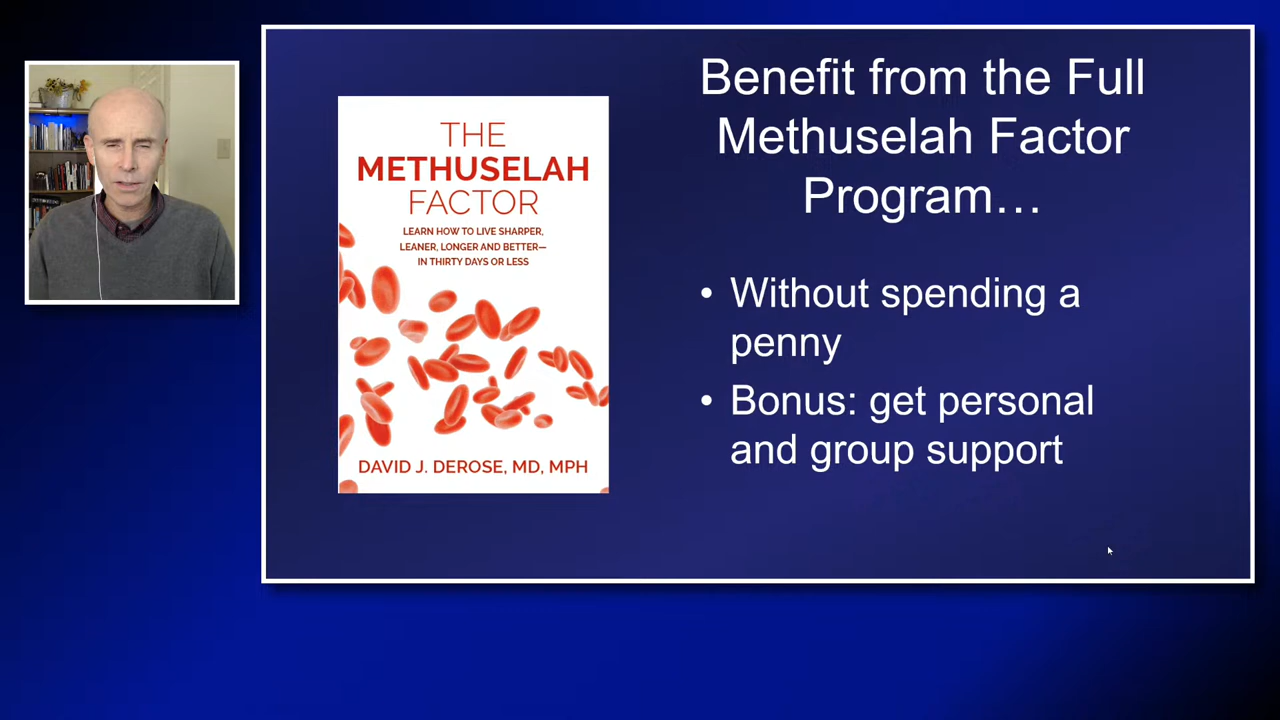 THE
METHUSELAH
FACTOR
LEARN HOW TO LIVE SHARPER,
LEANER, LONGER AND BETTER—
IN THIRTY DAYS OR LESS
DAVID J. DEROSE, MD, MPH
Benefit from the Full
Methuselah Factor
Program…
• Without spending a
penny
• Bonus: get personal
and group support